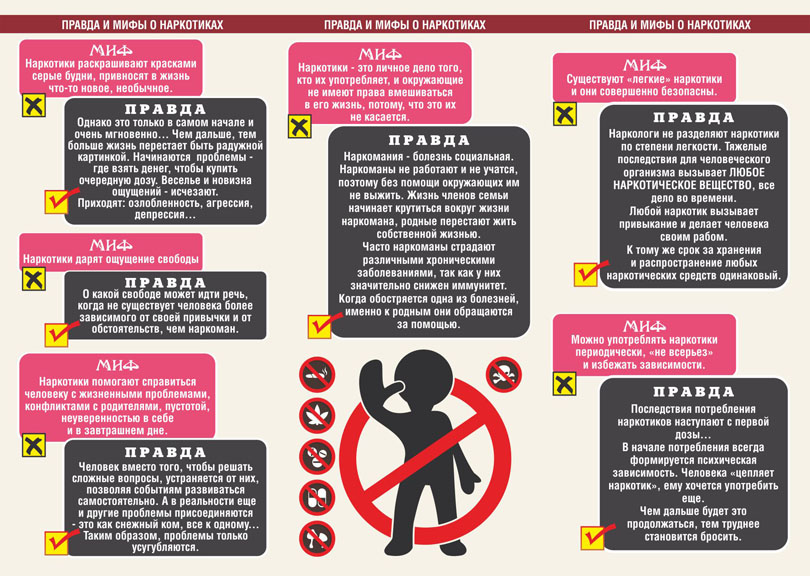 ПРАВДА И МИФЫ О НАРКОТИКАХ
МИФ
Наркотики раскрашивают красками
серые будни, привносят в жизнь
что-то новое, необычное.
ПРАВДА
Однако это только в самом начале и
очень мгновенно... Чем дальше, тем
больше жизнь перестает быть радужной
картинкой. Начинаются проблемы -
где взять денег, чтобы купить
очередную дозу. Веселье и новизна
ощущений - исчезают.
Приходят: озлобленность, агрессия,
депрессия...
МИФ
Наркотики дарят ощущение свободы
ПРАВДА
О какой свободе может идти речь,
когда не существует человека более
зависимого от своей привычки и от
обстоятельств, чем наркоман.
МИФ
Наркотики помогают справиться
человеку с жизненными проблемами,
конфликтами с родителями, пустотой,
неуверенностью в себе
и в завтрашнем дне.
ПРАВДА
Человек вместо того, чтобы решать
сложные вопросы, устраняется от них,
позволяя событиям развиваться
самостоятельно. А в реальности еще
и другие проблемы присоединяются
- это как снежный ком, все к одному...
Таким образом, проблемы только
усугубляются.
ПРАВДА И МИФЫ О НАРКОТИКАХ
МИФ
Наркотики - это личное дело того,
кто их употребляет, и окружающие
не имеют права вмешиваться
в его жизнь, потому, что это их
не касается.
ПРАВДА
Наркомания - болезнь социальная.
Наркоманы не работают и не учатся,
поэтому без помощи окружающих им
не выжить. Жизнь членов семьи
начинает крутиться вокруг жизни
наркомана, родные перестают жить
собственной жизнью.
Часто наркоманы страдают
различными хроническими
заболеваниями, так как у них
значительно снижен иммунитет.
Когда обостряется одна из болезней,
именно к родным они обращаются
за помощью.
ПРАВДА И МИФЫ О НАРКОТИКАХ
МИФ
Существуют «легкие» наркотики
и они совершенно безопасны.
ПРАВДА
Наркологи не разделяют наркотики
по степени легкости. Тяжелые
последствия для человеческого
организма вызывает ЛЮБОЕ
НАРКОТИЧЕСКОЕ ВЕЩЕСТВО, все
дело во времени.
Любой наркотик вызывает
привыкание и делает человека
своим рабом.
К тому же срок за хранения
и распространение любых
наркотических средств одинаковый.
МИФ
Можно употреблять наркотики
периодически, «не всерьез»
и избежать зависимости.
ПРАВДА
Последствия потребления
наркотиков наступают с первой
дозы...
В начале потребления всегда
формируется психическая
зависимость. Человека «цепляет
наркотик», ему хочется употребить
еще.
Чем дальше будет это
продолжаться, тем труднее
становится бросить.